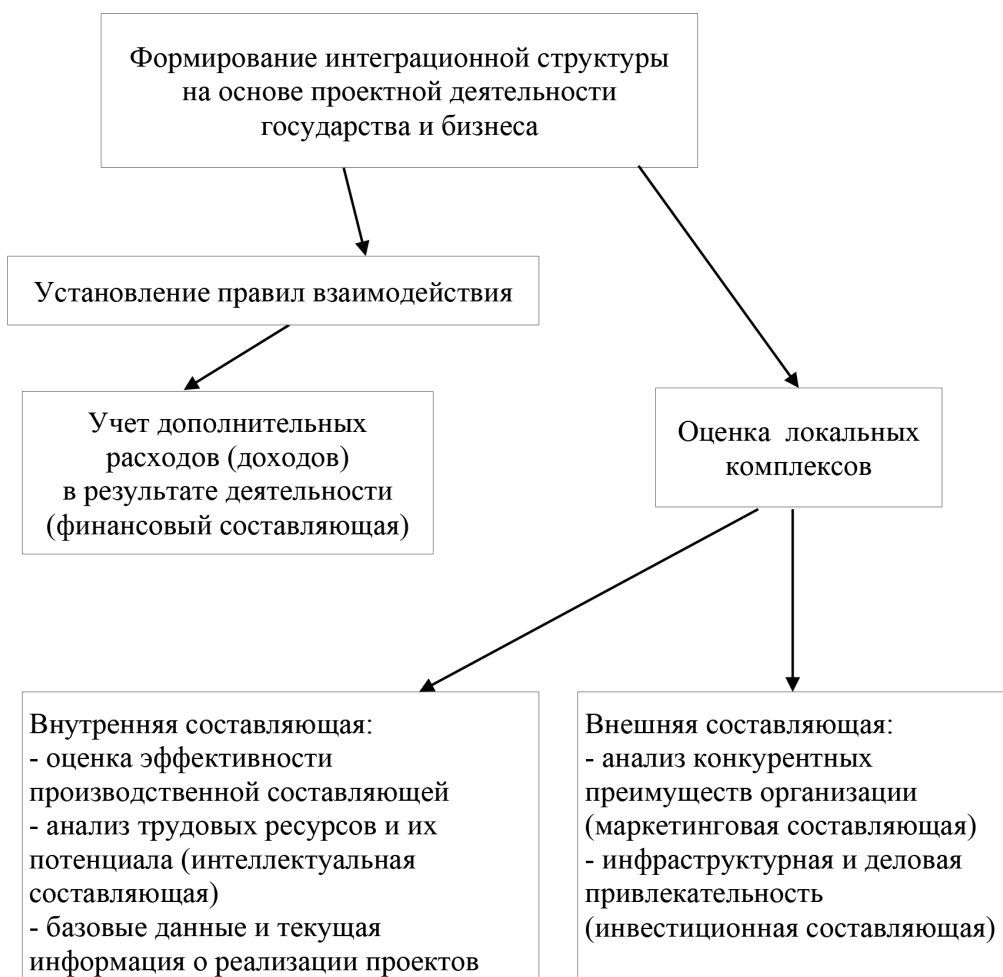 Формирование интеграционной структуры
на основе проектной деятельности
государства и бизнеса
Установление правил взаимодействия
Учет дополнительных
расходов (доходов)
в результате деятельности
(финансовый составляющая)
Оценка локальных
комплексов
Внутренняя составляющая:
- оценка эффективности
производственной составляющей
- анализ трудовых ресурсов и их
потенциала (интеллектуальная
составляющая)
- базовые данные и текущая
информация о реализации проектов
Внешняя составляющая:
- анализ конкурентных
преимуществ организации
(маркетинговая составляющая)
- инфраструктурная и деловая
привлекательность
(инвестиционная составляющая)